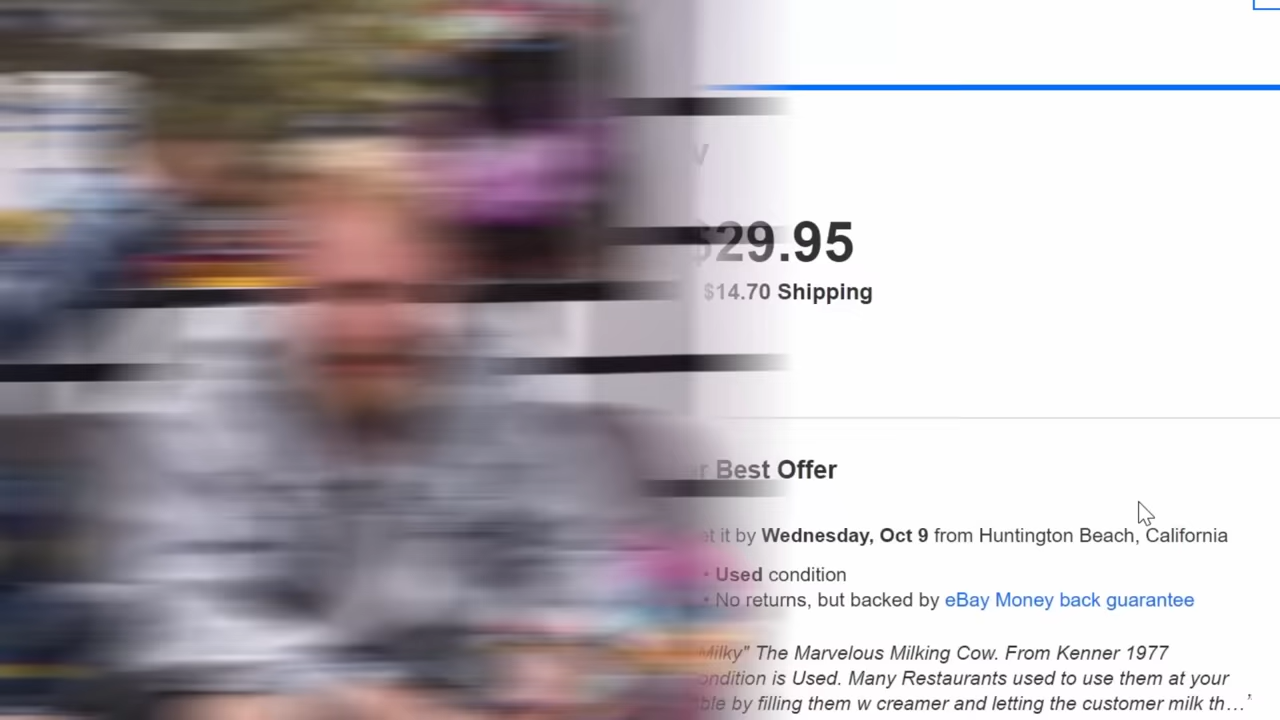 $29.95
$14.70 Shipping
Best Offer
it by Wednesday, Oct 9 from Huntington Beach, California
• Used condition
• No returns, but backed by eBay Money back guarantee
Milky" The Marvelous Milking Cow. From Kenner 1977
condition is Used. Many Restaurants used to use them at your
by filling them w creamer and letting the customer milk th…"